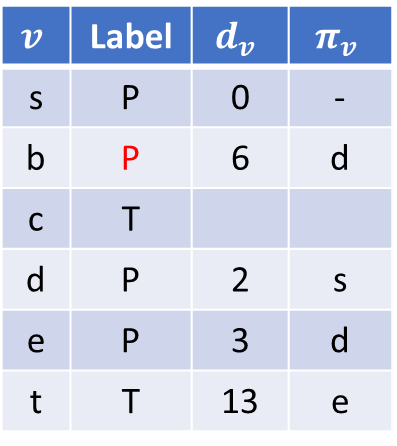 v Label d_v π_v
s P 0 -
b P 6 d
c T
d P 2 s
e P 3 d
t T 13 e